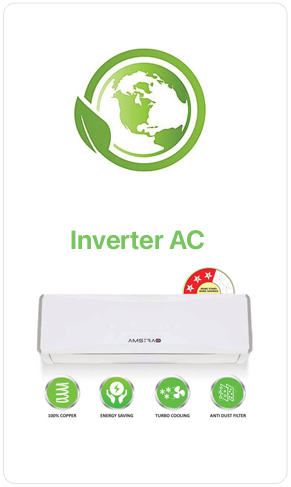 Inverter AC
AMSTRAD
100% COPPER
ENERGY SAVING
TURBO COOLING
ANTI DUST FILTER